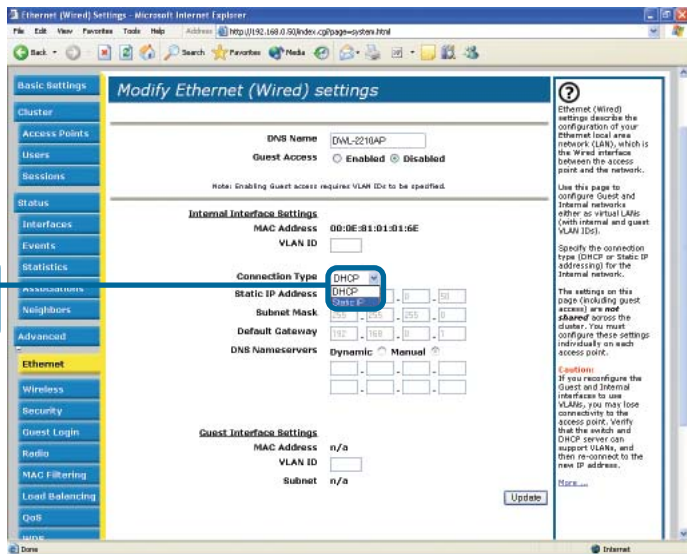 Ethernet (Wired) Settings - Microsoft Internet Explorer
File Edit View Favorites Tools Help Address http://192.168.0.50/index.cgi?page=system.html
Back Search Favorites Media
Basic Settings
Cluster
Access Points
Users
Sessions
Status
Interfaces
Events
Statistics
Associations
Neighbors
Advanced
Ethernet
Wireless
Security
Guest Login
Radio
MAC Filtering
Load Balancing
QoS
WDS
Modify Ethernet (Wired) settings
DNS Name DWL-2210AP
Guest Access Enabled Disabled
Note: Enabling Guest access requires VLAN IDs to be specified.
Internal Interface Settings
MAC Address 00:0E:81:01:01:6E
VLAN ID
Connection Type DHCP
DHCP
Static IP
Static IP Address . 0 . 50
Subnet Mask 255 . 255 . 255 . 0
Default Gateway 192 . 168 . 0 . 1
DNS Nameservers Dynamic Manual
. . .
. . .
Guest Interface Settings
MAC Address n/a
VLAN ID
Subnet n/a
Update
?
Ethernet (Wired)
settings describe the
configuration of your
Ethernet local area
network (LAN), which is
the Wired interface
between the access
point and the network.
Use this page to
configure Guest and
Internal networks
either as virtual LANs
(with internal and guest
VLAN IDs).
Specify the connection
type (DHCP or Static IP
addressing) for the
Internal network.
The settings on this
page (including guest
access) are not
shared across the
cluster. You must
configure these settings
individually on each
access point.
Caution:
If you reconfigure the
Guest and Internal
interfaces to use
VLANs, you may lose
connectivity to the
access point. Verify
that the switch and
DHCP server can
support VLANs, and
then re-connect to the
new IP address.
More ...
Done Internet